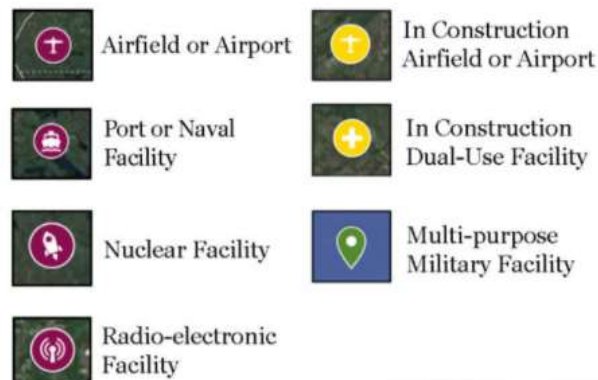 Airfield or Airport
In Construction
Airfield or Airport
Port or Naval
Facility
In Construction
Dual-Use Facility
Nuclear Facility
Multi-purpose
Military Facility
Radio-electronic
Facility